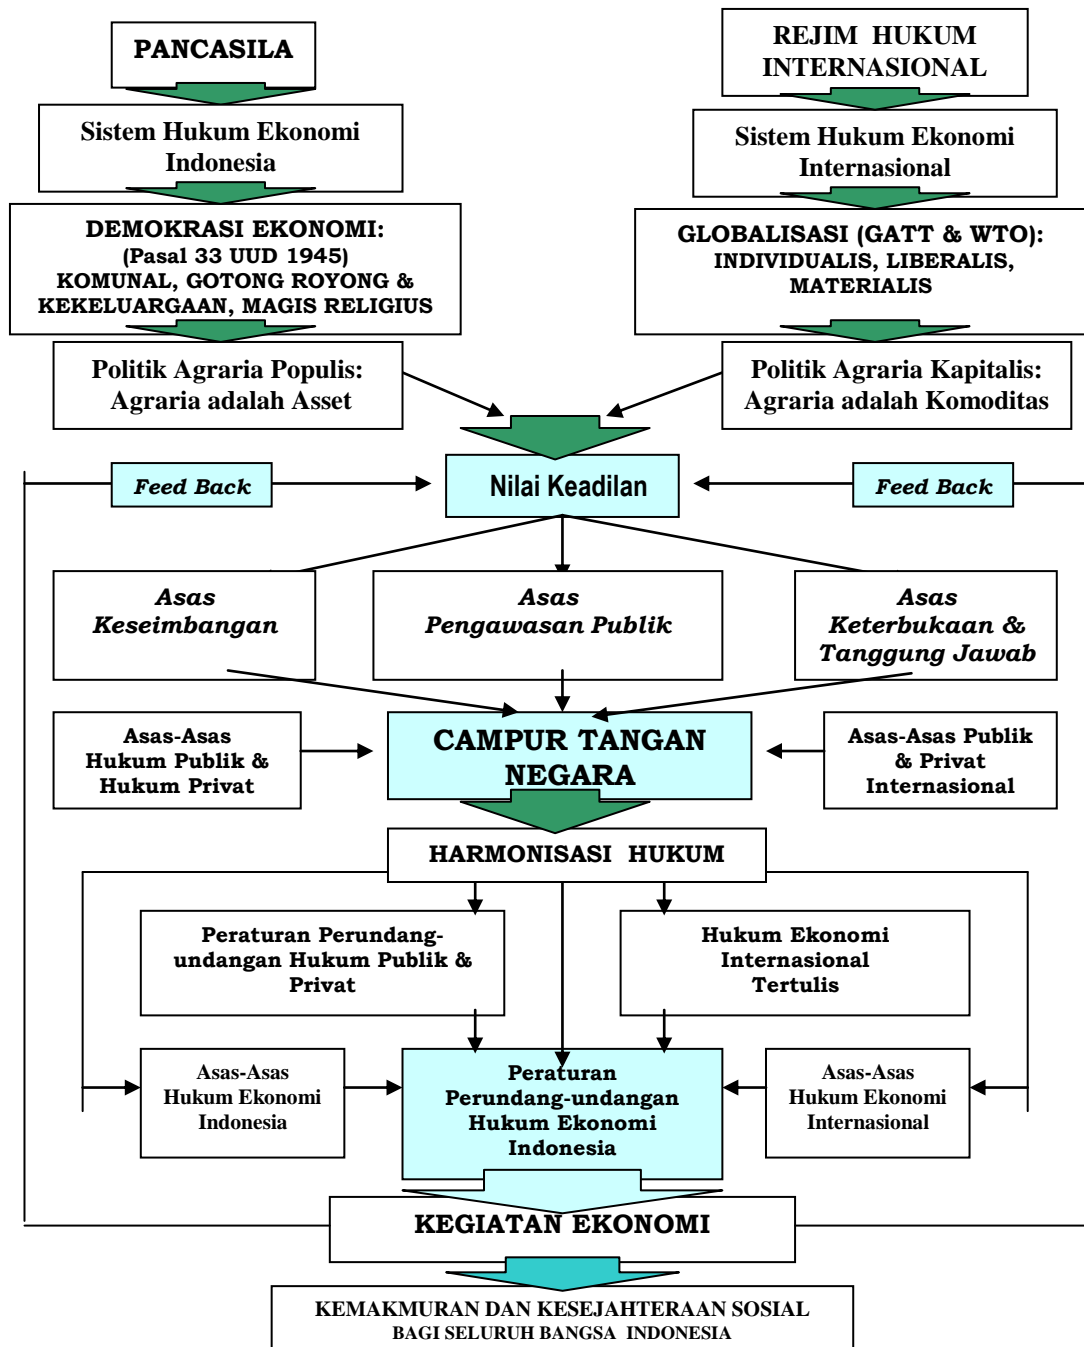 PANCASILA
REJIM HUKUM
INTERNASIONAL
Sistem Hukum Ekonomi
Indonesia
Sistem Hukum Ekonomi
Internasional
DEMOKRASI EKONOMI:
(Pasal 33 UUD 1945)
KOMUNAL, GOTONG ROYONG &
KEKELUARGAAN, MAGIS RELIGIUS
GLOBALISASI (GATT & WTO):
INDIVIDUALIS, LIBERALIS,
MATERIALIS
Politik Agraria Populis:
Agraria adalah Asset
Politik Agraria Kapitalis:
Agraria adalah Komoditas
Feed Back
Nilai Keadilan
Feed Back
Asas
Keseimbangan
Asas
Pengawasan Publik
Asas
Keterbukaan &
Tanggung Jawab
Asas-Asas
Hukum Publik &
Hukum Privat
CAMPUR TANGAN
NEGARA
Asas-Asas Publik
& Privat
Internasional
HARMONISASI HUKUM
Peraturan Perundang-
undangan Hukum Publik &
Privat
Hukum Ekonomi
Internasional
Tertulis
Asas-Asas
Hukum Ekonomi
Indonesia
Peraturan
Perundang-undangan
Hukum Ekonomi
Indonesia
Asas-Asas
Hukum Ekonomi
Internasional
KEGIATAN EKONOMI
KEMAKMURAN DAN KESEJAHTERAAN SOSIAL
BAGI SELURUH BANGSA INDONESIA